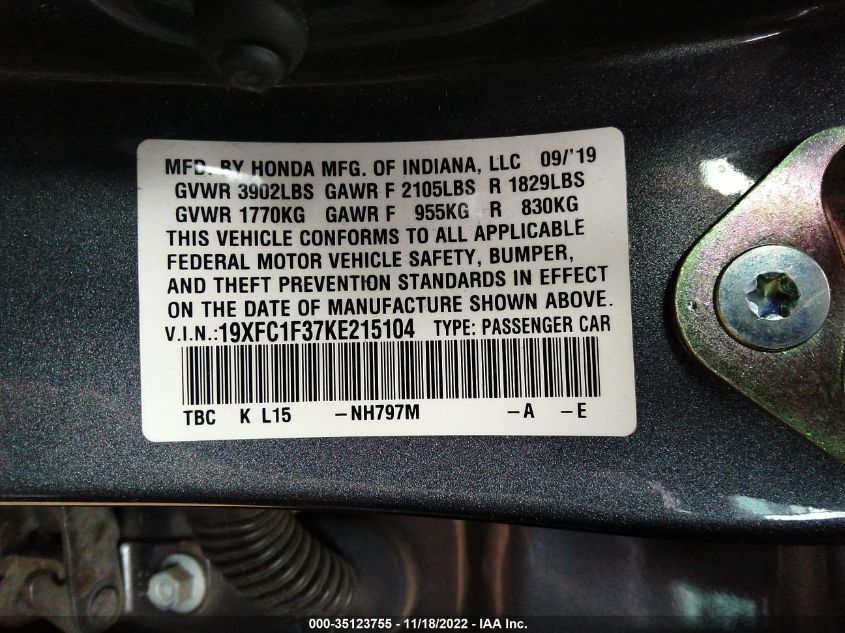 MFD. BY HONDA MFG. OF INDIANA, LLC 09/'19
GVWR 3902LBS GAWR F 2105LBS R 1829LBS
GVWR 1770KG GAWR F 955KG R 830KG
THIS VEHICLE CONFORMS TO ALL APPLICABLE
FEDERAL MOTOR VEHICLE SAFETY, BUMPER,
AND THEFT PREVENTION STANDARDS IN EFFECT
ON THE DATE OF MANUFACTURE SHOWN ABOVE.
V.I.N.:19XFC1F37KE215104 TYPE: PASSENGER CAR
TBC K L15 -NH797M -A -E
000-35123755 - 11/18/2022 - IAA Inc.